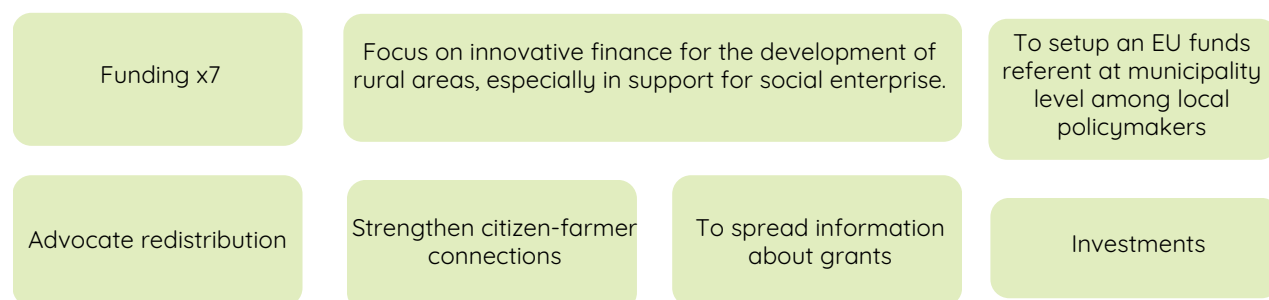 Funding x7
Focus on innovative finance for the development of
rural areas, especially in support for social enterprise.
To setup an EU funds
referent at municipality
level among local
policymakers
Advocate redistribution
Strengthen citizen-farmer
connections
To spread information
about grants
Investments